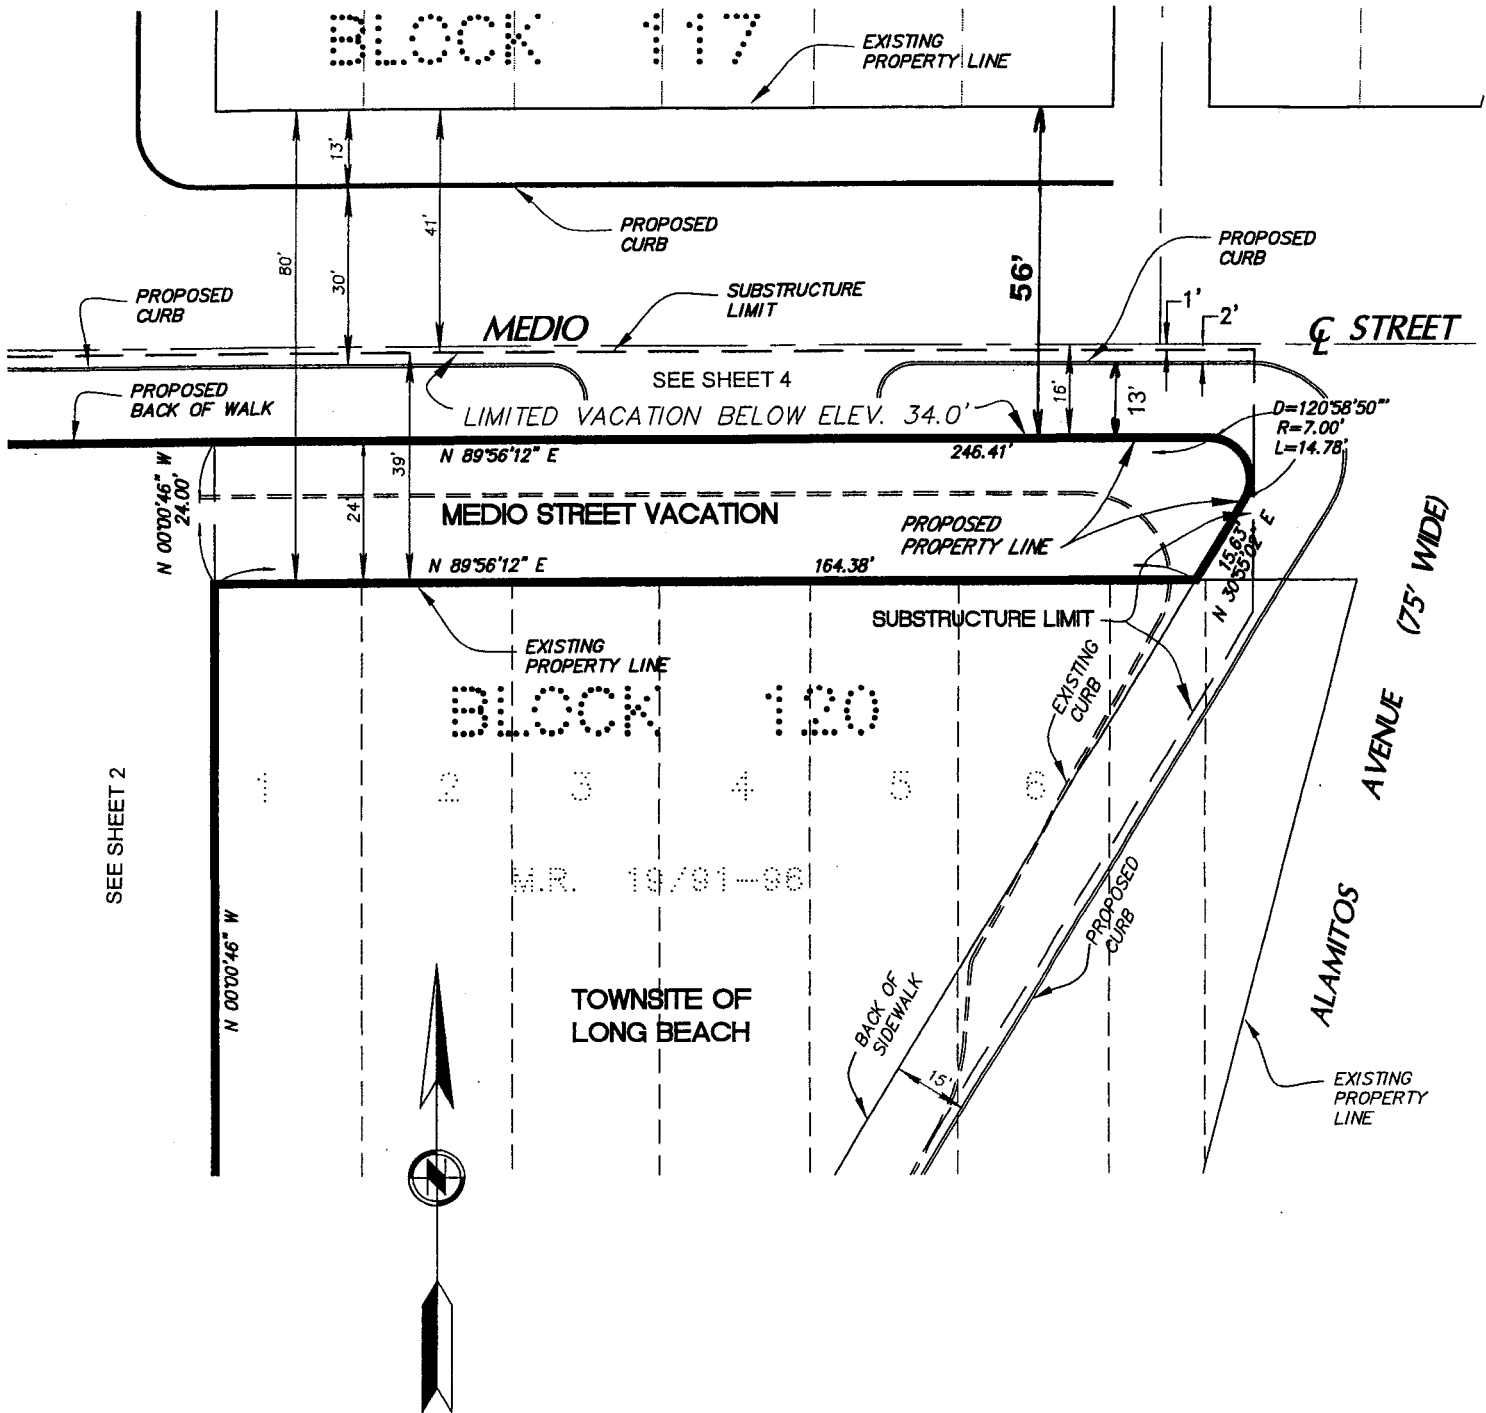 BLOCK 117
EXISTING
PROPERTY LINE
13'
41'
80'
30'
56'
PROPOSED
CURB
PROPOSED
CURB
PROPOSED
CURB
SUBSTRUCTURE
LIMIT
1'
2'
MEDIO
℄ STREET
SEE SHEET 4
PROPOSED
BACK OF WALK
16'
13'
LIMITED VACATION BELOW ELEV. 34.0'
D=120°58'50"'
R=7.00'
L=14.78'
N 89°56'12" E
246.41'
39'
N 00°00'46" W
24.00'
24'
MEDIO STREET VACATION
PROPOSED
PROPERTY LINE
15.63'
N 30°55'02" E
N 89°56'12" E
164.38'
SUBSTRUCTURE LIMIT
EXISTING
PROPERTY LINE
EXISTING
CURB
BLOCK 120
1 2 3 4 5 6
M.R. 19/91-96
SEE SHEET 2
N 00°00'46" W
TOWNSITE OF
LONG BEACH
PROPOSED
CURB
BACK OF
SIDEWALK
15'
ALAMITOS AVENUE (75' WIDE)
EXISTING
PROPERTY
LINE
N